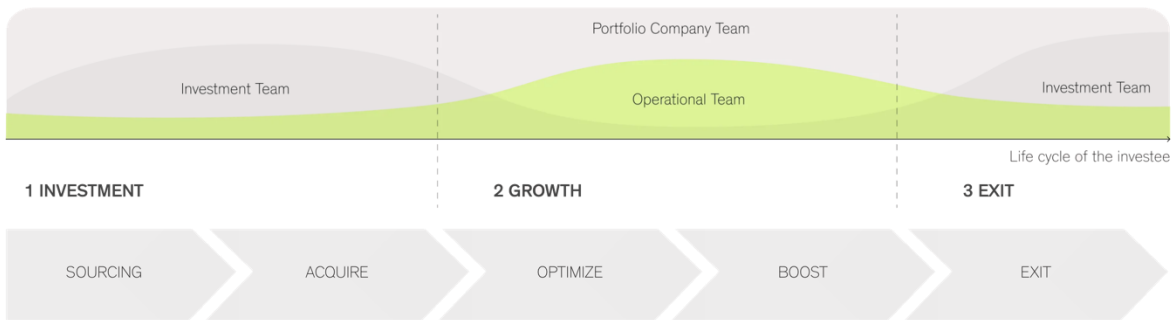 Portfolio Company Team
Investment Team
Operational Team
Investment Team
Life cycle of the investee
1 INVESTMENT
2 GROWTH
3 EXIT
SOURCING
ACQUIRE
OPTIMIZE
BOOST
EXIT